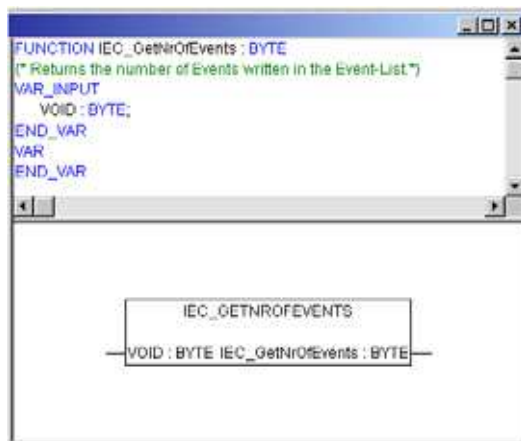 FUNCTION IEC_GetNrOfEvents : BYTE
(* Returns the number of Events written in the Event-List.*)
VAR_INPUT
VOID : BYTE;
END_VAR
VAR
END_VAR
IEC_GETNROFEVENTS
VOID : BYTE IEC_GetNrOfEvents : BYTE